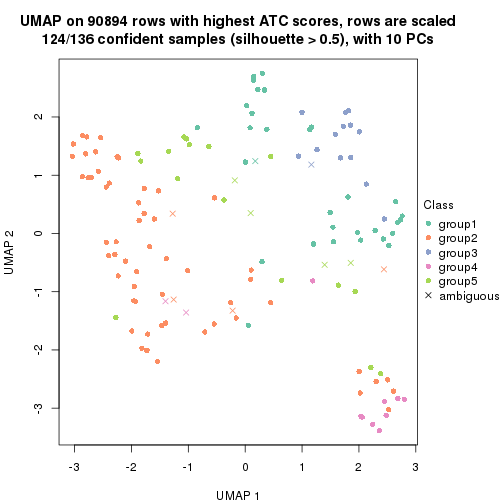 UMAP on 90894 rows with highest ATC scores, rows are scaled
124/136 confident samples (silhouette > 0.5), with 10 PCs
2
1
0
-1
-2
-3
UMAP 2
-3
-2
-1
0
1
2
3
UMAP 1
Class
group1
group2
group3
group4
group5
ambiguous